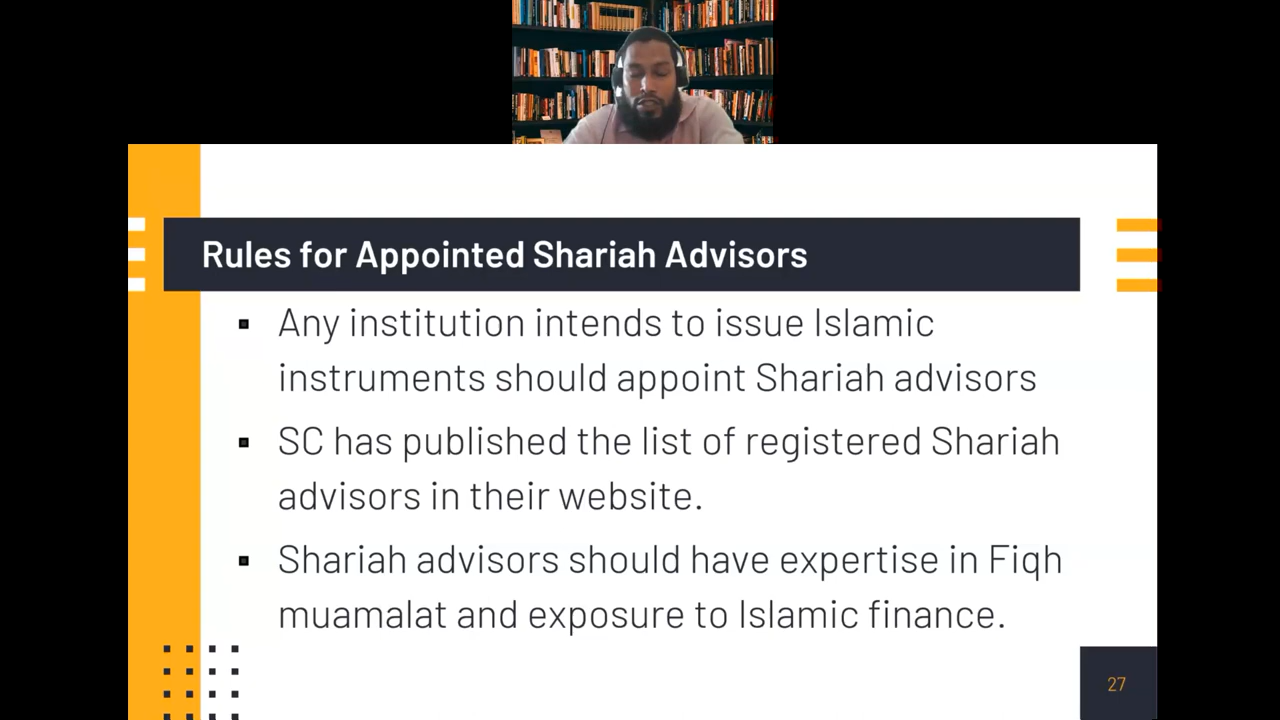 Rules for Appointed Shariah Advisors
Any institution intends to issue Islamic
instruments should appoint Shariah advisors
SC has published the list of registered Shariah
advisors in their website.
Shariah advisors should have expertise in Fiqh
muamalat and exposure to Islamic finance.
27